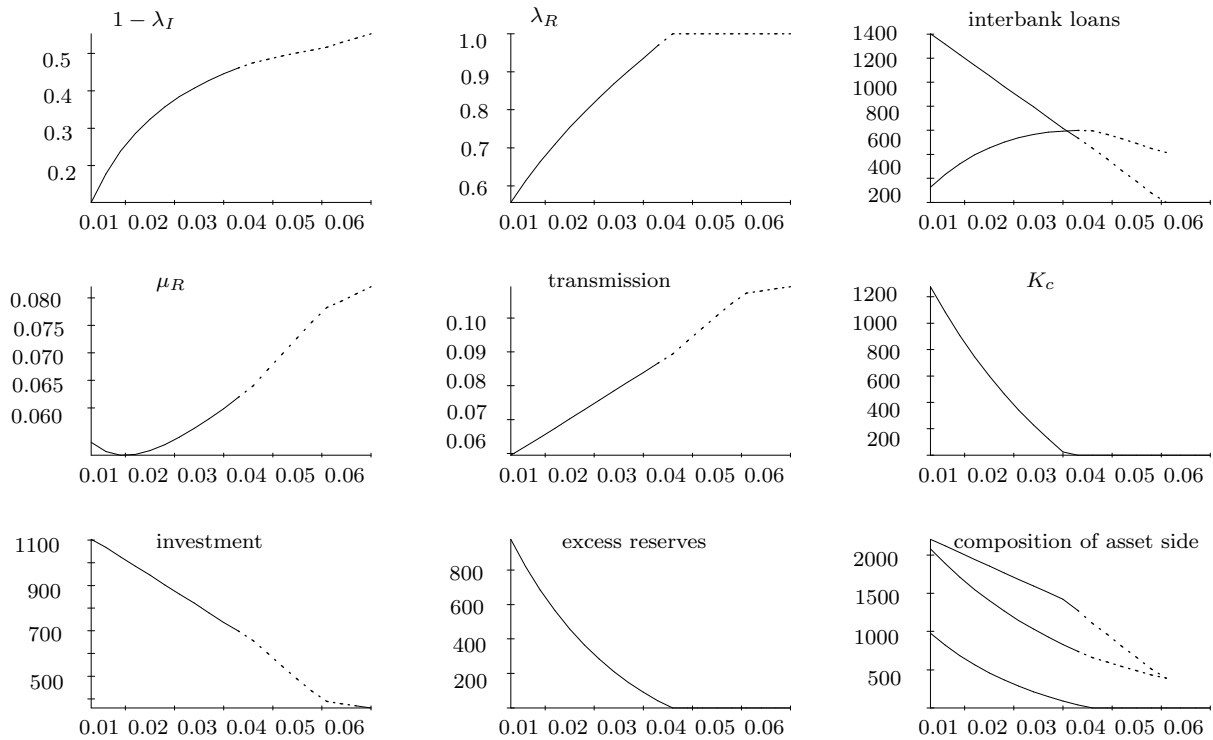 1 − λ_I
0.5
0.4
0.3
0.2
0.01 0.02 0.03 0.04 0.05 0.06
λ_R
1.0
0.9
0.8
0.7
0.6
0.01 0.02 0.03 0.04 0.05 0.06
interbank loans
1400
1200
1000
800
600
400
200
0.01 0.02 0.03 0.04 0.05 0.06
μ_R
0.080
0.075
0.070
0.065
0.060
0.01 0.02 0.03 0.04 0.05 0.06
transmission
0.10
0.09
0.08
0.07
0.06
0.01 0.02 0.03 0.04 0.05 0.06
K_c
1200
1000
800
600
400
200
0.01 0.02 0.03 0.04 0.05 0.06
investment
1100
900
700
500
0.01 0.02 0.03 0.04 0.05 0.06
excess reserves
800
600
400
200
0.01 0.02 0.03 0.04 0.05 0.06
composition of asset side
2000
1500
1000
500
0.01 0.02 0.03 0.04 0.05 0.06